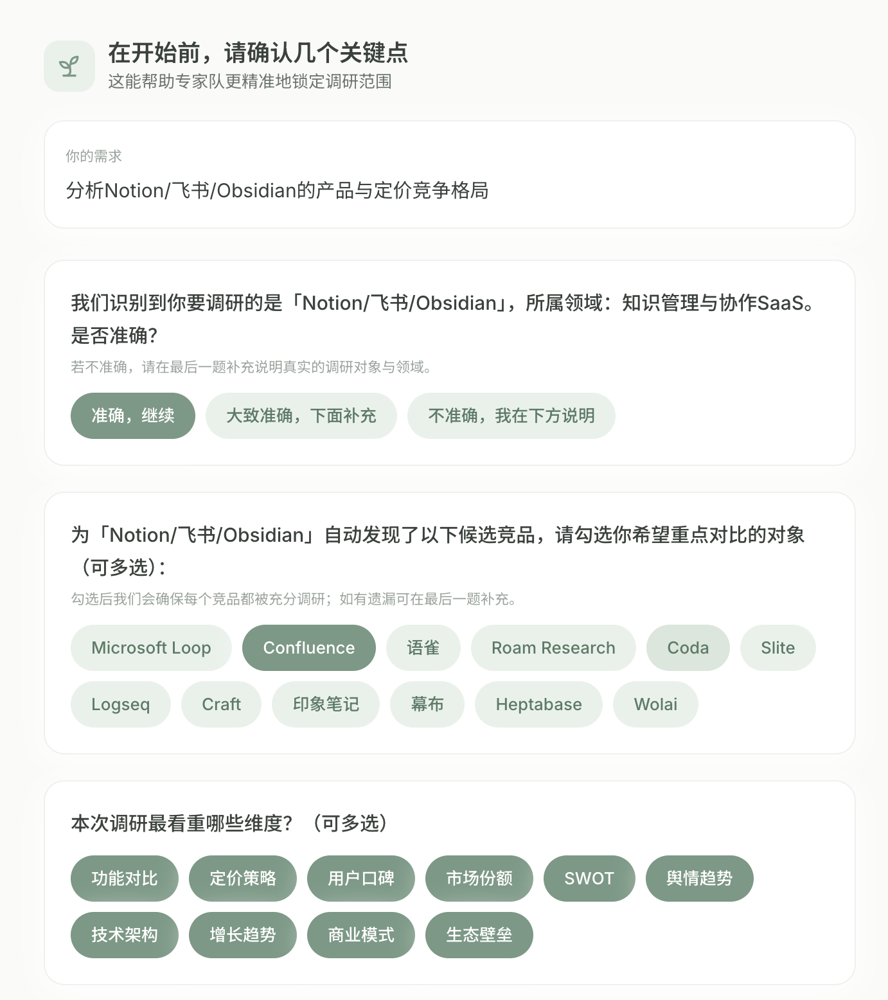 在开始前，请确认几个关键点
这能帮助专家队更精准地锁定调研范围
你的需求
分析Notion/飞书/Obsidian的产品与定价竞争格局
我们识别到你要调研的是「Notion/飞书/Obsidian」，所属领域：知识管理与协作SaaS。
是否准确？
若不准确，请在最后一题补充说明真实的调研对象与领域。
准确，继续 大致准确，下面补充 不准确，我在下方说明
为「Notion/飞书/Obsidian」自动发现了以下候选竞品，请勾选你希望重点对比的对象
（可多选）：
勾选后我们会确保每个竞品都被充分调研；如有遗漏可在最后一题补充。
Microsoft Loop Confluence 语雀 Roam Research Coda Slite
Logseq Craft 印象笔记 幕布 Heptabase Wolai
本次调研最看重哪些维度？（可多选）
功能对比 定价策略 用户口碑 市场份额 SWOT 舆情趋势
技术架构 增长趋势 商业模式 生态壁垒